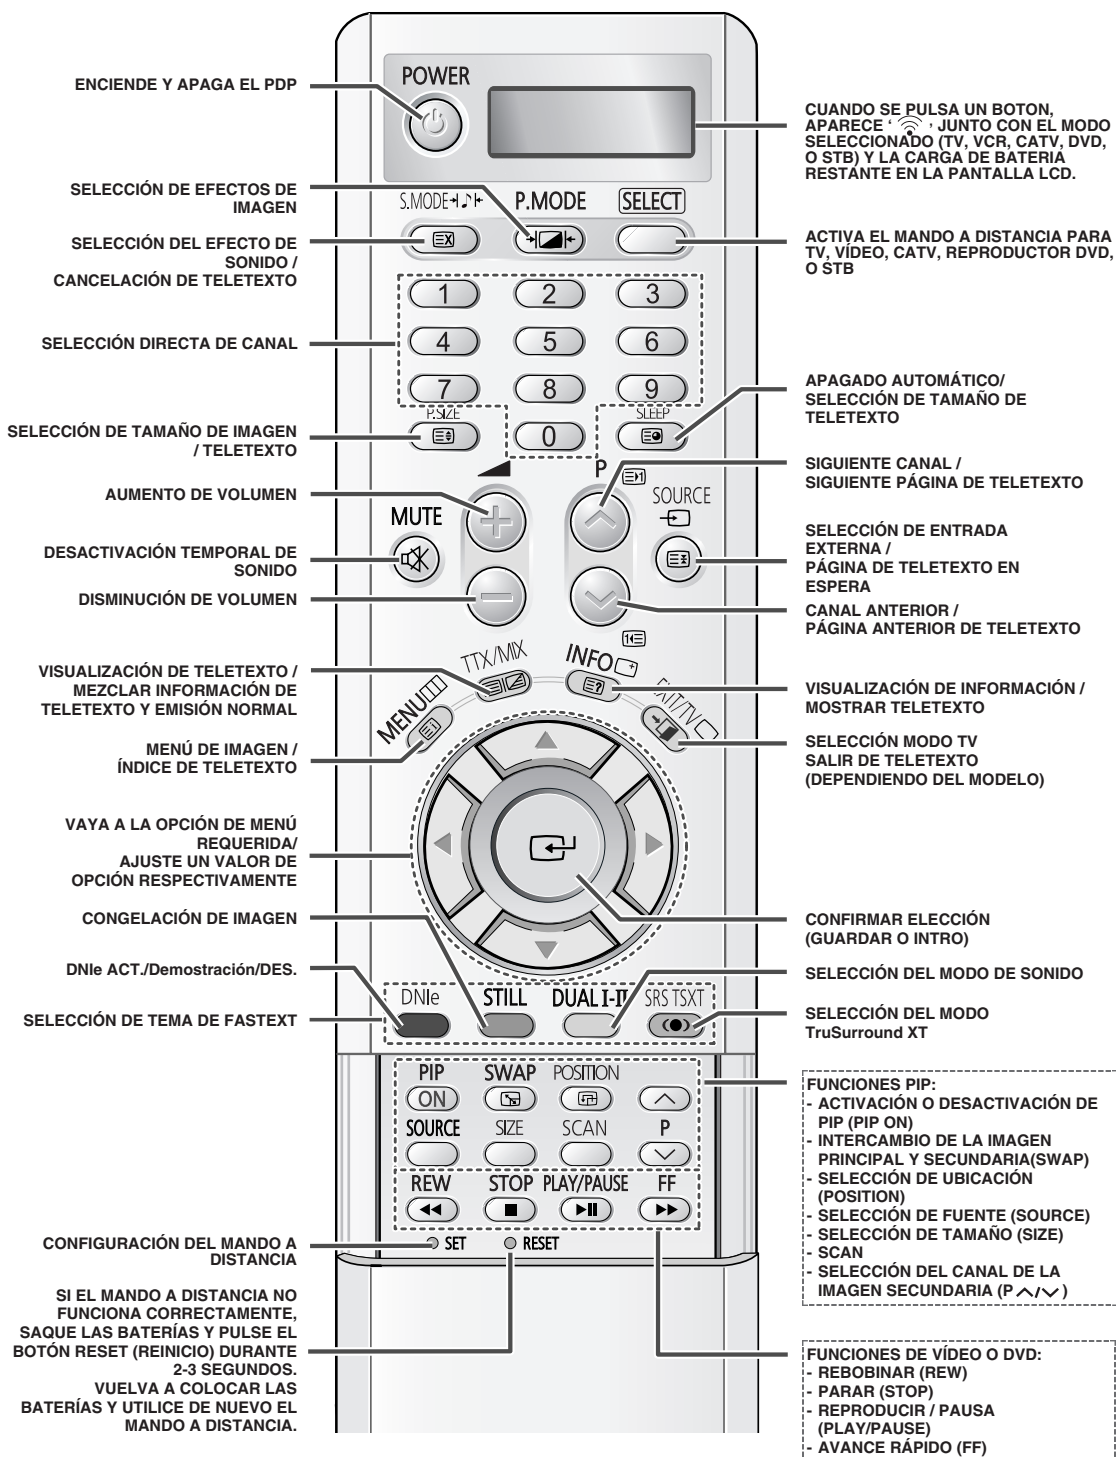 ENCIENDE Y APAGA EL PDP
SELECCIÓN DE EFECTOS DE
IMAGEN
SELECCIÓN DEL EFECTO DE
SONIDO /
CANCELACIÓN DE TELETEXTO
SELECCIÓN DIRECTA DE CANAL
SELECCIÓN DE TAMAÑO DE IMAGEN
/ TELETEXTO
AUMENTO DE VOLUMEN
DESACTIVACIÓN TEMPORAL DE
SONIDO
DISMINUCIÓN DE VOLUMEN
VISUALIZACIÓN DE TELETEXTO /
MEZCLAR INFORMACIÓN DE
TELETEXTO Y EMISIÓN NORMAL
MENÚ DE IMAGEN /
ÍNDICE DE TELETEXTO
VAYA A LA OPCIÓN DE MENÚ
REQUERIDA/
AJUSTE UN VALOR DE
OPCIÓN RESPECTIVAMENTE
CONGELACIÓN DE IMAGEN
DNIe ACT./Demostración/DES.
SELECCIÓN DE TEMA DE FASTEXT
CONFIGURACIÓN DEL MANDO A
DISTANCIA
SI EL MANDO A DISTANCIA NO
FUNCIONA CORRECTAMENTE,
SAQUE LAS BATERÍAS Y PULSE EL
BOTÓN RESET (REINICIO) DURANTE
2-3 SEGUNDOS.
VUELVA A COLOCAR LAS
BATERÍAS Y UTILICE DE NUEVO EL
MANDO A DISTANCIA.
POWER
S.MODE P.MODE SELECT
1 2 3
4 5 6
7 8 9
P.SIZE 0 SLEEP
P
MUTE SOURCE
MENU TTX/MIX INFO EXIT/TV
DNIe STILL DUAL I-II SRS TSXT
PIP SWAP POSITION
ON
SOURCE SIZE SCAN P
REW STOP PLAY/PAUSE FF
SET RESET
CUANDO SE PULSA UN BOTON,
APARECE ' ' JUNTO CON EL MODO
SELECCIONADO (TV, VCR, CATV, DVD,
O STB) Y LA CARGA DE BATERIA
RESTANTE EN LA PANTALLA LCD.
ACTIVA EL MANDO A DISTANCIA PARA
TV, VÍDEO, CATV, REPRODUCTOR DVD,
O STB
APAGADO AUTOMÁTICO/
SELECCIÓN DE TAMAÑO DE
TELETEXTO
SIGUIENTE CANAL /
SIGUIENTE PÁGINA DE TELETEXTO
SELECCIÓN DE ENTRADA
EXTERNA /
PÁGINA DE TELETEXTO EN
ESPERA
CANAL ANTERIOR /
PÁGINA ANTERIOR DE TELETEXTO
VISUALIZACIÓN DE INFORMACIÓN /
MOSTRAR TELETEXTO
SELECCIÓN MODO TV
SALIR DE TELETEXTO
(DEPENDIENDO DEL MODELO)
CONFIRMAR ELECCIÓN
(GUARDAR O INTRO)
SELECCIÓN DEL MODO DE SONIDO
SELECCIÓN DEL MODO
TruSurround XT
FUNCIONES PIP:
- ACTIVACIÓN O DESACTIVACIÓN DE
PIP (PIP ON)
- INTERCAMBIO DE LA IMAGEN
PRINCIPAL Y SECUNDARIA(SWAP)
- SELECCIÓN DE UBICACIÓN
(POSITION)
- SELECCIÓN DE FUENTE (SOURCE)
- SELECCIÓN DE TAMAÑO (SIZE)
- SCAN
- SELECCIÓN DEL CANAL DE LA
IMAGEN SECUNDARIA (P / )
FUNCIONES DE VÍDEO O DVD:
- REBOBINAR (REW)
- PARAR (STOP)
- REPRODUCIR / PAUSA
(PLAY/PAUSE)
- AVANCE RÁPIDO (FF)